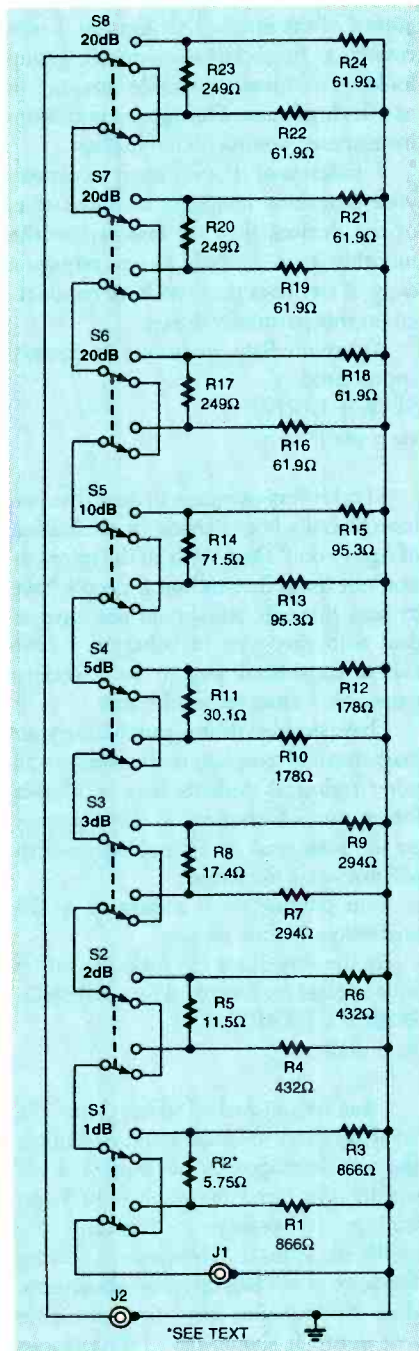 S8
20dB
R23
249Ω
R24
61.9Ω
R22
61.9Ω
S7
20dB
R20
249Ω
R21
61.9Ω
R19
61.9Ω
S6
20dB
R17
249Ω
R18
61.9Ω
R16
61.9Ω
S5
10dB
R14
71.5Ω
R15
95.3Ω
R13
95.3Ω
S4
5dB
R11
30.1Ω
R12
178Ω
R10
178Ω
S3
3dB
R8
17.4Ω
R9
294Ω
R7
294Ω
S2
2dB
R5
11.5Ω
R6
432Ω
R4
432Ω
S1
1dB
R2*
5.75Ω
R3
866Ω
R1
866Ω
J1
J2
*SEE TEXT